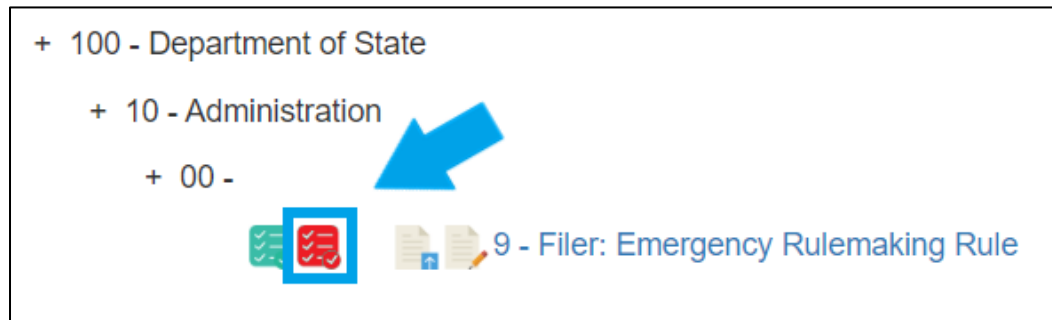 + 100 - Department of State
+ 10 - Administration
+ 00 -
9 - Filer: Emergency Rulemaking Rule